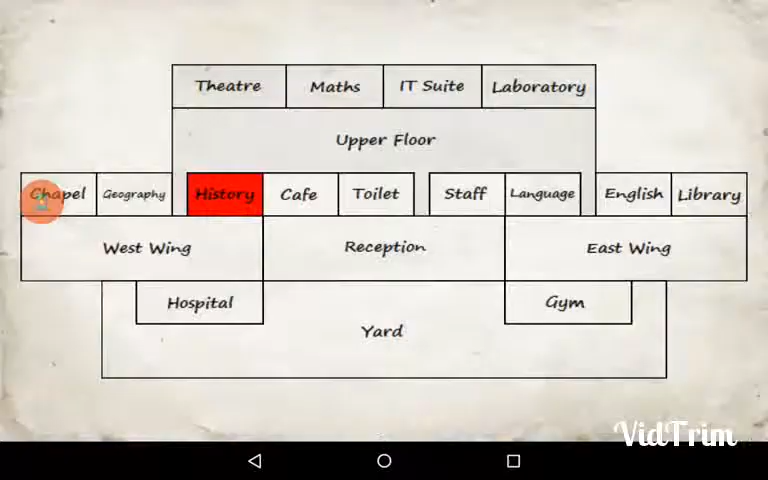 Theatre Maths IT Suite Laboratory
Upper Floor
Chapel Geography History Cafe Toilet Staff Language English Library
West Wing Reception East Wing
Hospital Gym
Yard
VidTrim